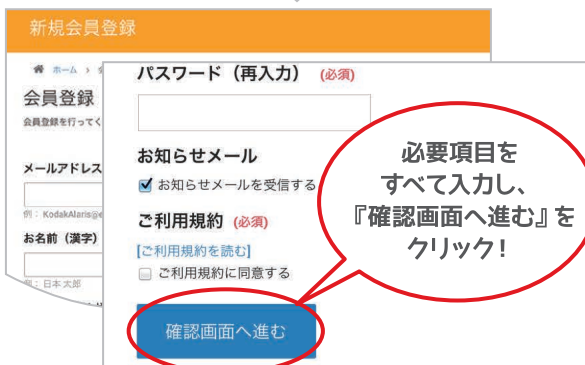 新規会員登録
ホーム ›
会員登録
会員登録を行ってく
メールアドレス
例： KodakAlaris@e
お名前（漢字）
例：日本 太郎
パスワード（再入力） (必須)
お知らせメール
お知らせメールを受信する
ご利用規約 (必須)
[ご利用規約を読む]
ご利用規約に同意する
確認画面へ進む
必要項目を
すべて入力し、
『確認画面へ進む』を
クリック！